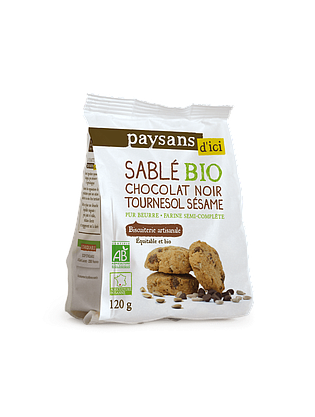 paysans
d'ici
SABLÉ BIO
CHOCOLAT NOIR
TOURNESOL SÉSAME
PUR BEURRE • FARINE SEMI-COMPLÈTE
Biscuiterie artisanale
Équitable et bio
AB
120 g